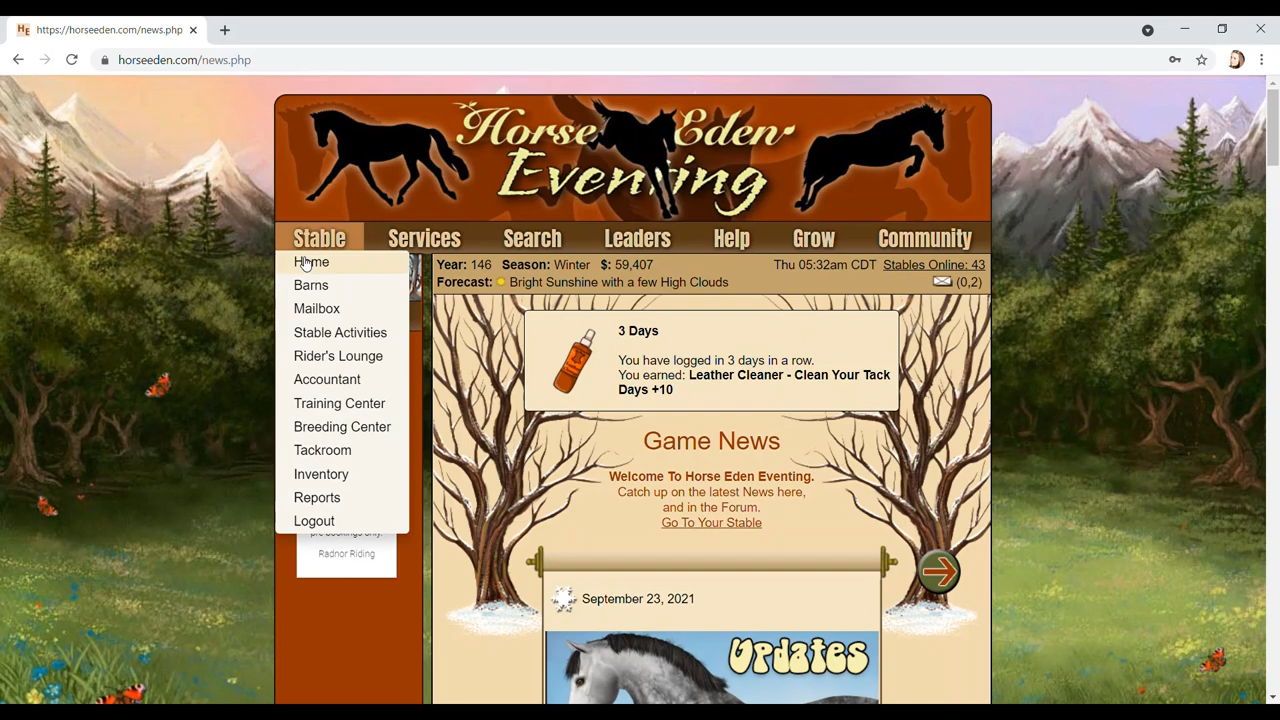 HE https://horseeden.com/news.php
horseeden.com/news.php
Horse Eden
Eventing
Stable Services Search Leaders Help Grow Community
Home
Barns
Mailbox
Stable Activities
Rider's Lounge
Accountant
Training Center
Breeding Center
Tackroom
Inventory
Reports
Logout
Radnor Riding
Year: 146 Season: Winter $: 59,407 Thu 05:32am CDT Stables Online: 43
Forecast: Bright Sunshine with a few High Clouds (0,2)
3 Days
You have logged in 3 days in a row.
You earned: Leather Cleaner - Clean Your Tack
Days +10
Game News
Welcome To Horse Eden Eventing.
Catch up on the latest News here,
and in the Forum.
Go To Your Stable
September 23, 2021
Updates